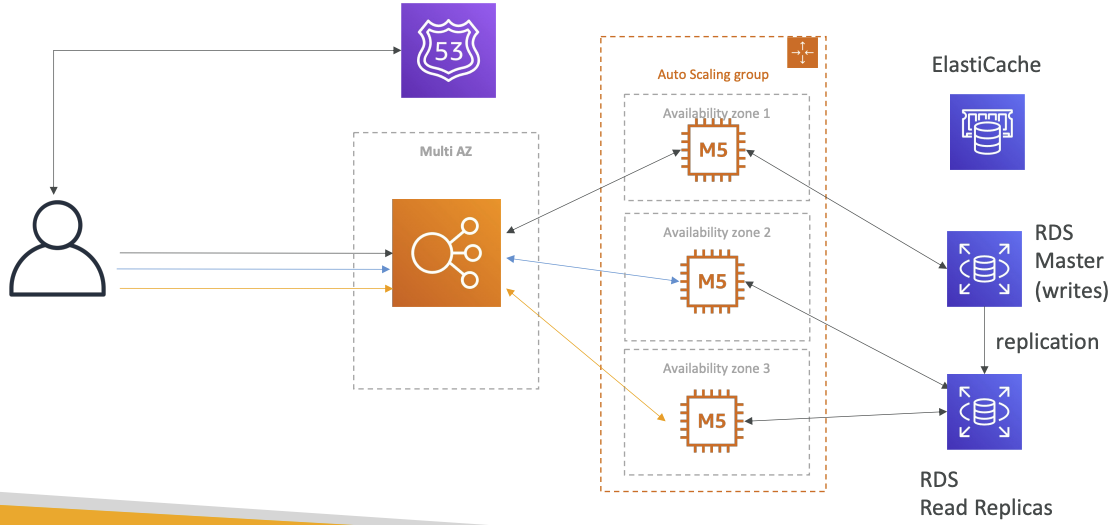 53
Multi AZ
Auto Scaling group
Availability zone 1
M5
Availability zone 2
M5
Availability zone 3
M5
ElastiCache
RDS
Master
(writes)
replication
RDS
Read Replicas